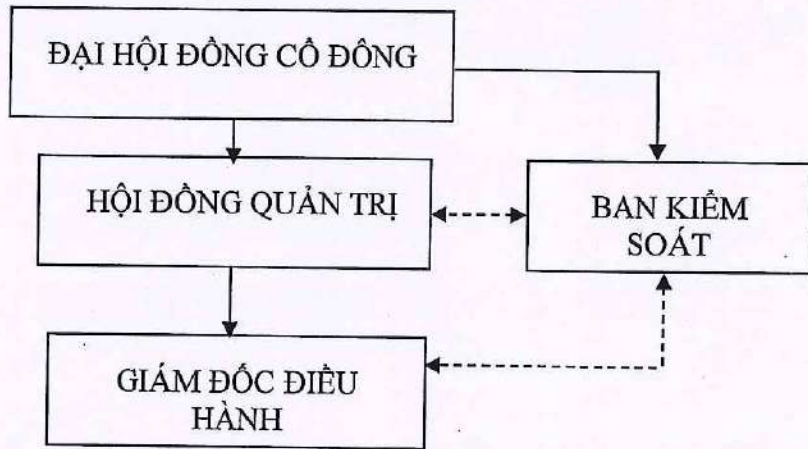 ĐẠI HỘI ĐỒNG CỔ ĐÔNG
HỘI ĐỒNG QUẢN TRỊ
BAN KIỂM
SOÁT
GIÁM ĐỐC ĐIỀU
HÀNH